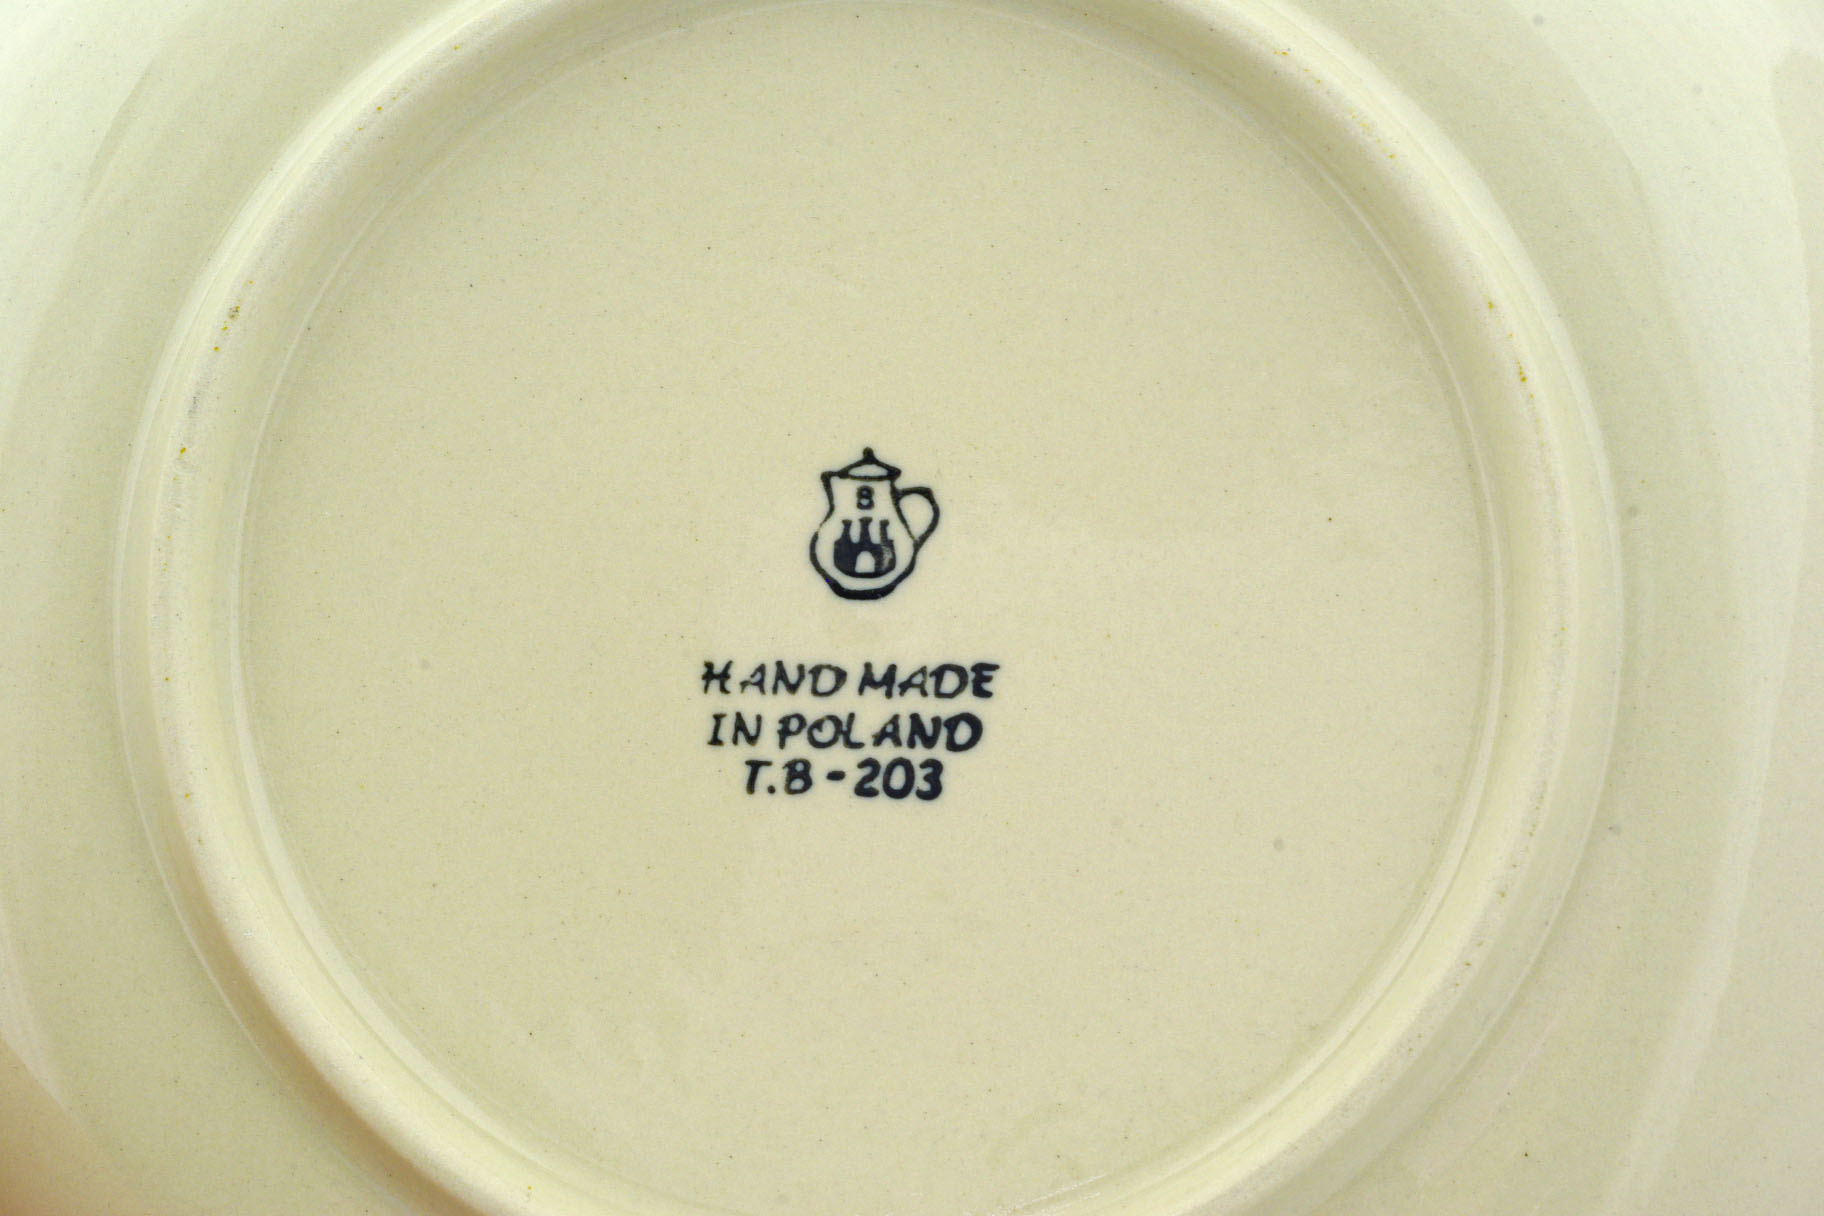 B
HAND MADE
IN POLAND
T.B - 203